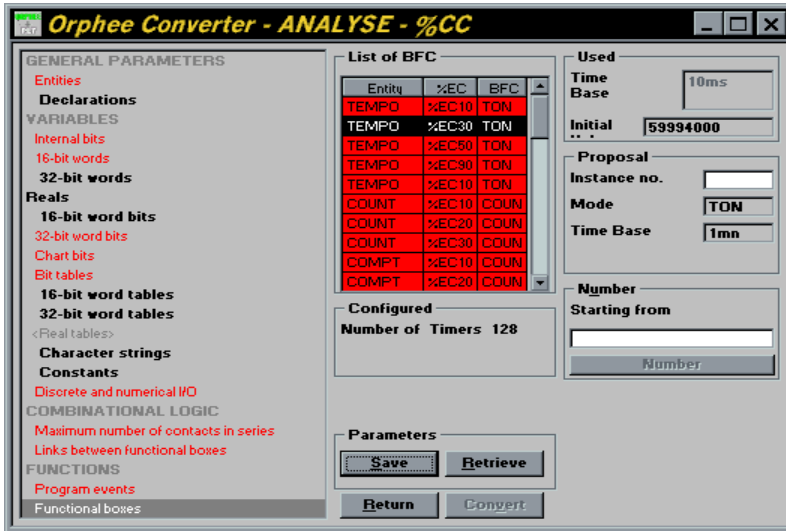 Orphee Converter - ANALYSE - %CC
GENERAL PARAMETERS
Entities
Declarations
VARIABLES
Internal bits
16-bit words
32-bit words
Reals
16-bit word bits
32-bit word bits
Chart bits
Bit tables
16-bit word tables
32-bit word tables
<Real tables>
Character strings
Constants
Discrete and numerical I/O
COMBINATIONAL LOGIC
Maximum number of contacts in series
Links between functional boxes
FUNCTIONS
Program events
Functional boxes
List of BFC
Entity %EC BFC
TEMPO %EC10 TON
TEMPO %EC30 TON
TEMPO %EC50 TON
TEMPO %EC90 TON
TEMPO %EC10 TON
COUNT %EC10 COUN
COUNT %EC20 COUN
COUNT %EC30 COUN
COMPT %EC10 COUN
COMPT %EC20 COUN
Configured
Number of Timers 128
Parameters
Save Retrieve
Return Convert
Used
Time
Base
10ms
Initial 59994000
Proposal
Instance no.
Mode TON
Time Base 1mn
Number
Starting from
Number